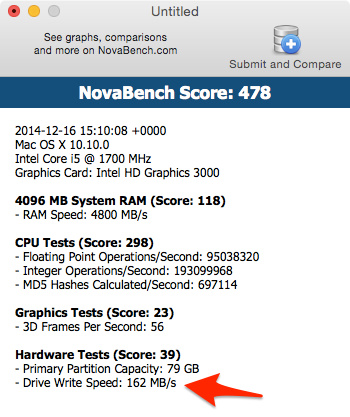 Untitled
See graphs, comparisons
and more on NovaBench.com
Submit and Compare
NovaBench Score: 478
2014-12-16 15:10:08 +0000
Mac OS X 10.10.0
Intel Core i5 @ 1700 MHz
Graphics Card: Intel HD Graphics 3000
4096 MB System RAM (Score: 118)
- RAM Speed: 4800 MB/s
CPU Tests (Score: 298)
- Floating Point Operations/Second: 95038320
- Integer Operations/Second: 193099968
- MD5 Hashes Calculated/Second: 697114
Graphics Tests (Score: 23)
- 3D Frames Per Second: 56
Hardware Tests (Score: 39)
- Primary Partition Capacity: 79 GB
- Drive Write Speed: 162 MB/s